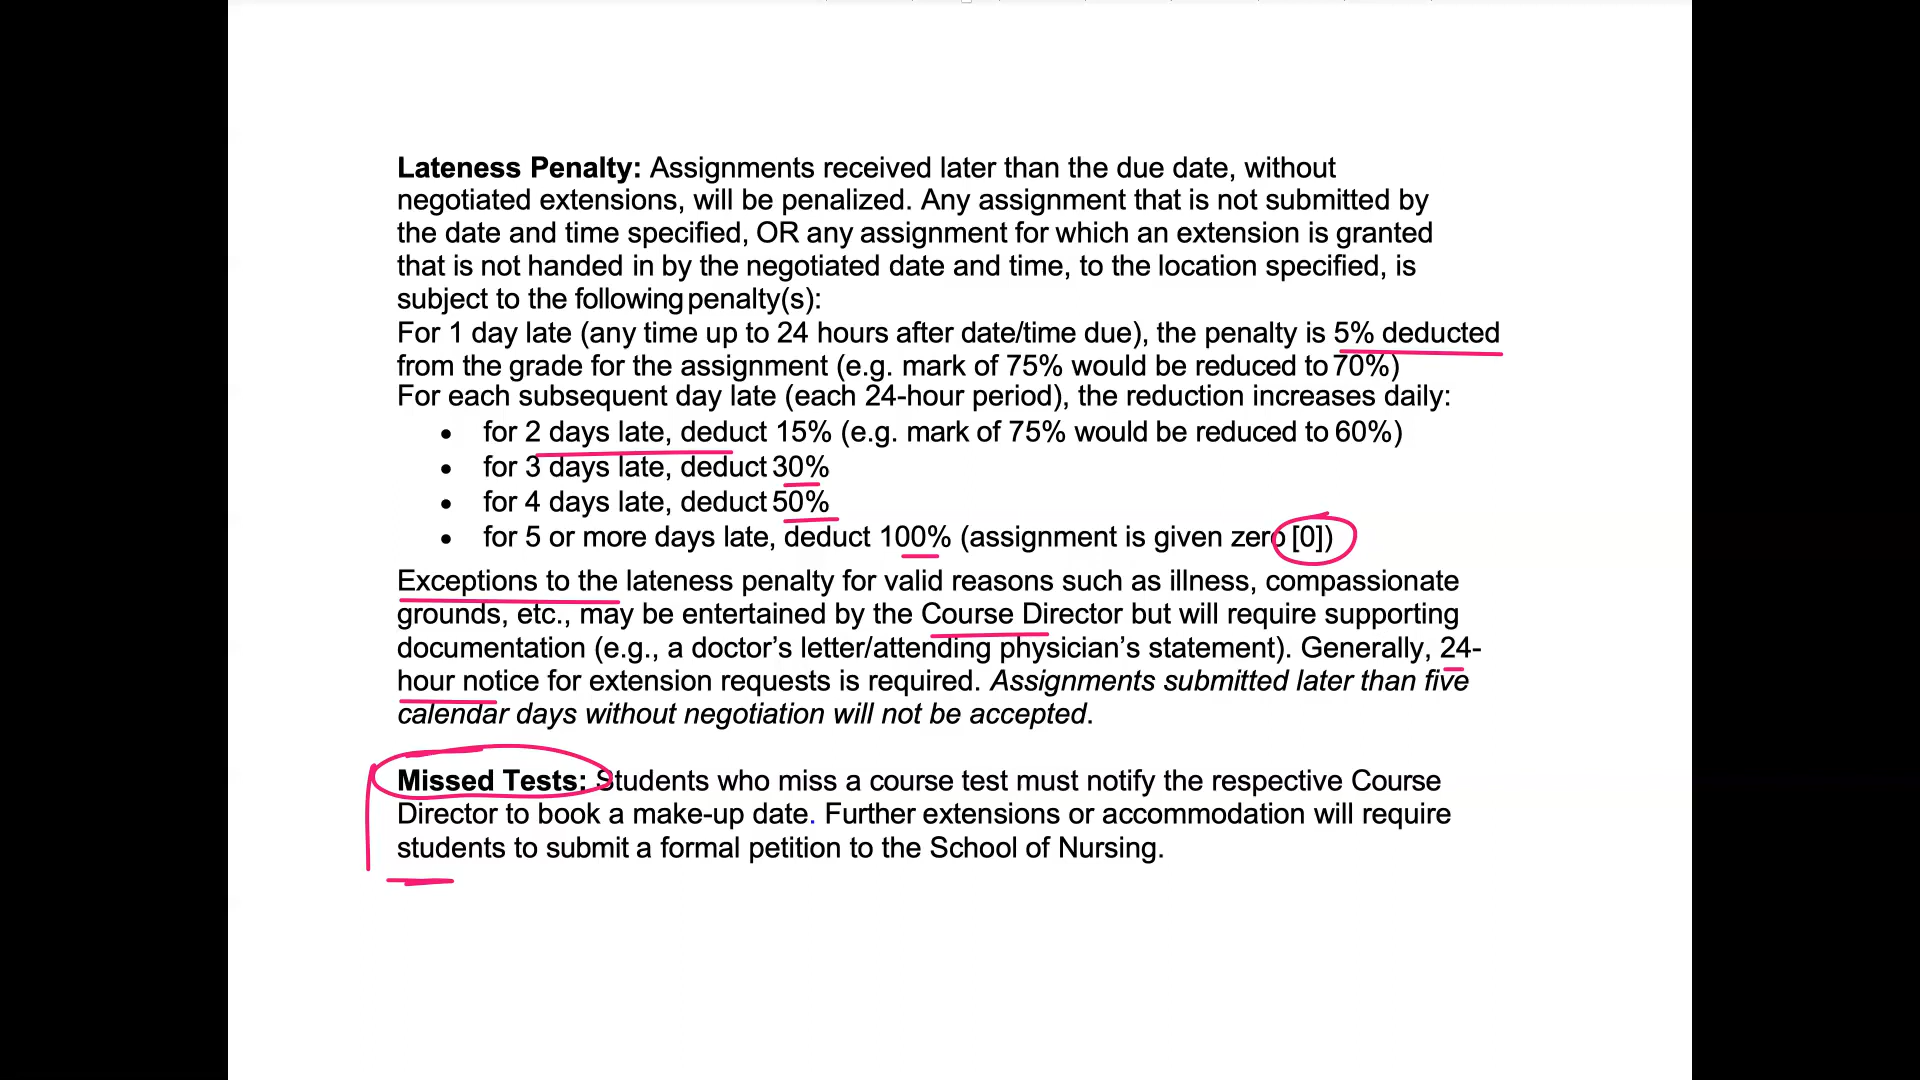 Lateness Penalty: Assignments received later than the due date, without
negotiated extensions, will be penalized. Any assignment that is not submitted by
the date and time specified, OR any assignment for which an extension is granted
that is not handed in by the negotiated date and time, to the location specified, is
subject to the following penalty(s):
For 1 day late (any time up to 24 hours after date/time due), the penalty is 5% deducted
from the grade for the assignment (e.g. mark of 75% would be reduced to 70%)
For each subsequent day late (each 24-hour period), the reduction increases daily:
• for 2 days late, deduct 15% (e.g. mark of 75% would be reduced to 60%)
• for 3 days late, deduct 30%
• for 4 days late, deduct 50%
• for 5 or more days late, deduct 100% (assignment is given zero [0])
Exceptions to the lateness penalty for valid reasons such as illness, compassionate
grounds, etc., may be entertained by the Course Director but will require supporting
documentation (e.g., a doctor’s letter/attending physician’s statement). Generally, 24-
hour notice for extension requests is required. Assignments submitted later than five
calendar days without negotiation will not be accepted.
Missed Tests: Students who miss a course test must notify the respective Course
Director to book a make-up date. Further extensions or accommodation will require
students to submit a formal petition to the School of Nursing.